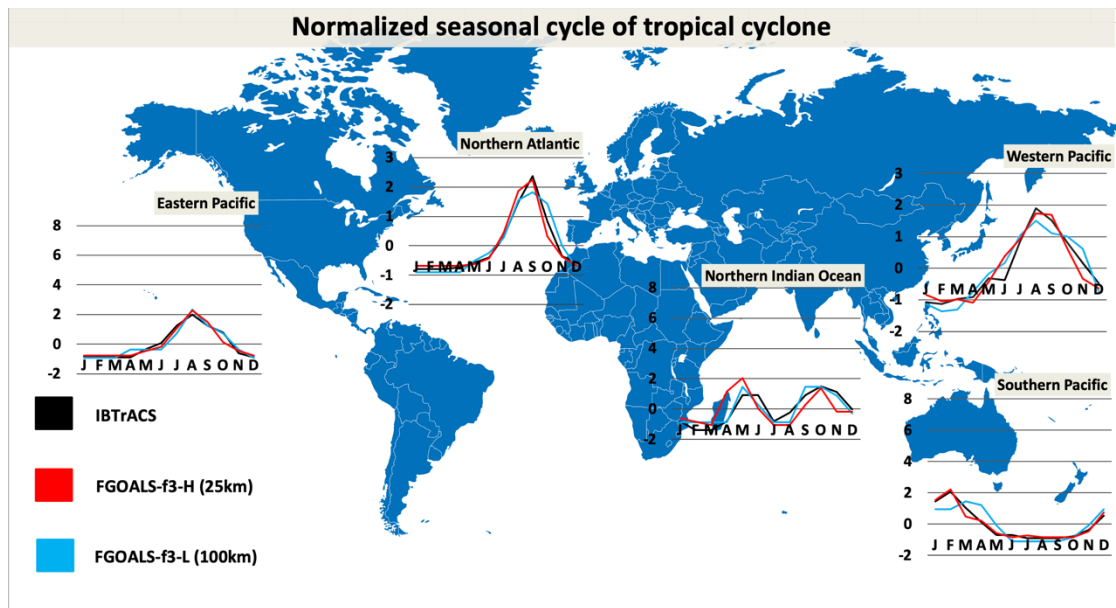 Normalized seasonal cycle of tropical cyclone
Northern Atlantic
3
2
1
0
-1
-2
J F M A M J J A S O N D
Western Pacific
3
2
1
0
-1
-2
J F M A M J J A S O N D
Eastern Pacific
8
6
4
2
0
-2
J F M A M J J A S O N D
Northern Indian Ocean
8
6
4
2
0
-2
J F M A M J J A S O N D
Southern Pacific
8
6
4
2
0
-2
J F M A M J J A S O N D
IBTrACS
FGOALS-f3-H (25km)
FGOALS-f3-L (100km)